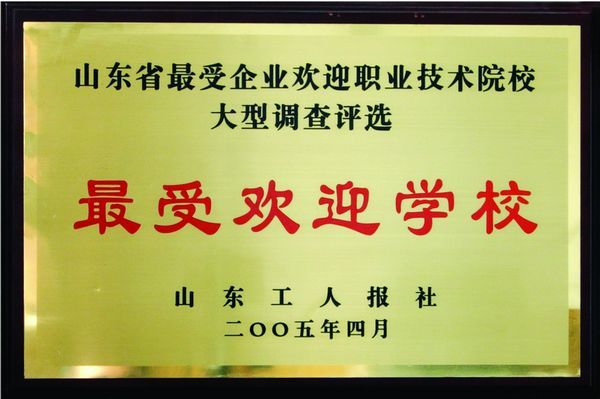 山东省最受企业欢迎职业技术院校
大型调查评选
最受欢迎学校
山东工人报社
二〇〇五年四月